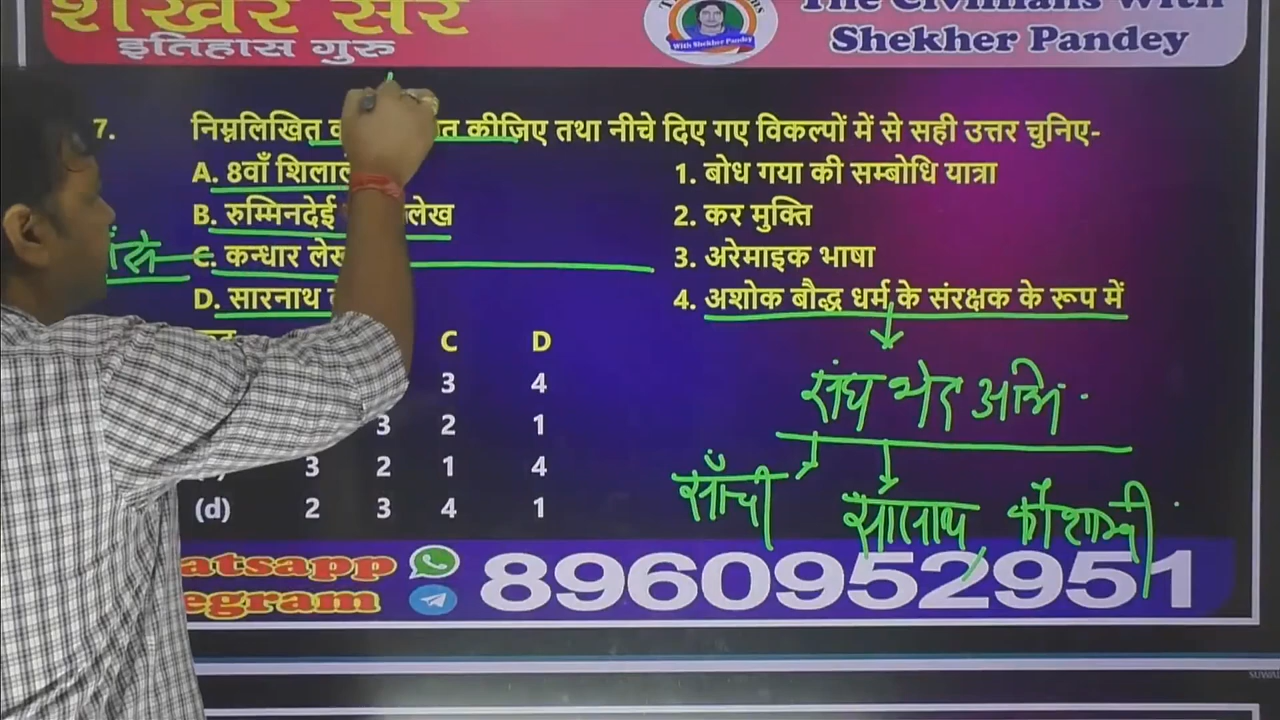 शेखर सर
इतिहास गुरु
With Shekher Pandey
The Civilians With
Shekher Pandey
7. निम्नलिखित कीजिए तथा नीचे दिए गए विकल्पों में से सही उत्तर चुनिए-
A. 8वाँ 1. बोध गया की सम्बोधि यात्रा
B. रुम्मिनदेई 2. कर मुक्ति
C. कन्धार 3. अरेमाइक भाषा
D. सारनाथ 4. अशोक बौद्ध धर्म के संरक्षक के रूप में
C D
3 4
3 2 1
3 2 1 4
(d) 2 3 4 1
संघ भेद अभि.
साँची सारनाथ, कौशाम्बी
8960952951